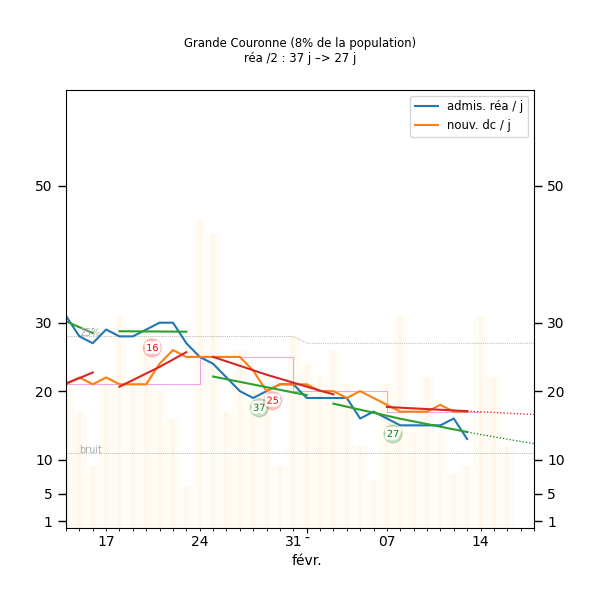 Grande Couronne (8% de la population)
réa /2 : 37 j –> 27 j
admis. réa / j
nouv. dc / j
50 50
30 30
25%
16
20 20
37 25
27
bruit
10 10
5 5
1 1
17 24 31 - 07 14
févr.